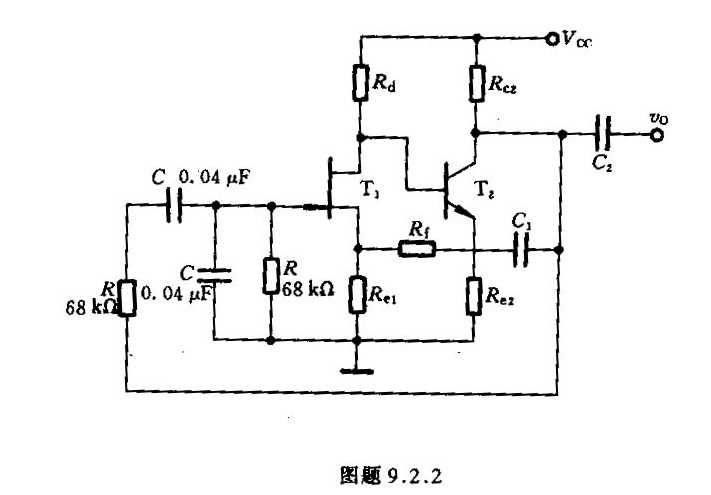 V_CC
R_d
R_c2
v_O
C_2
C 0.04 μF
T_1
T_2
R_f
C_1
R
68 kΩ
C
0.04 μF
R
68 kΩ
R_e1
R_e2
图题 9.2.2